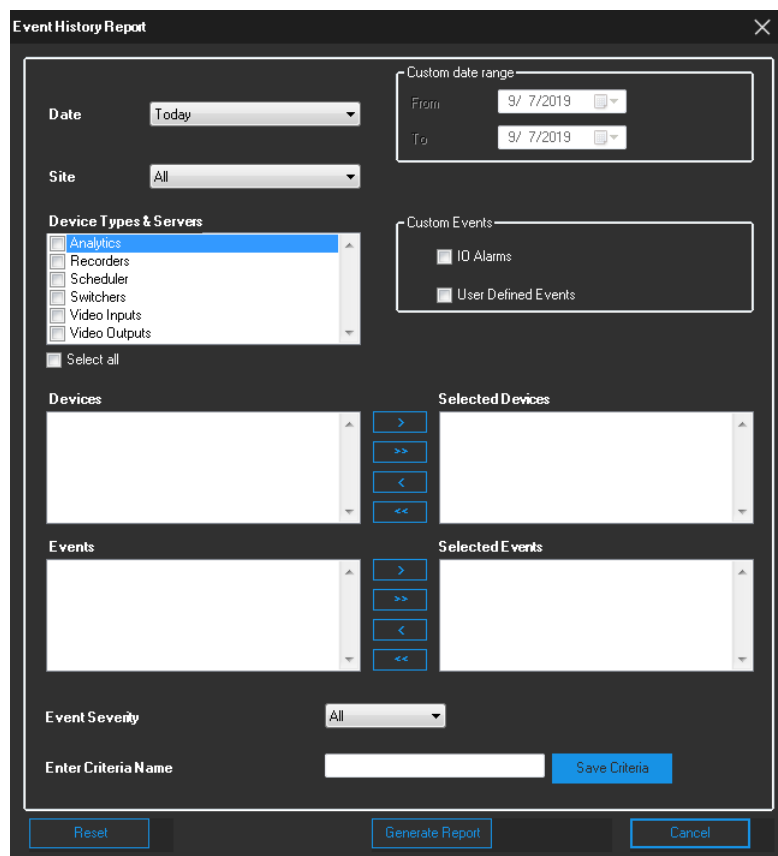 Event History Report
Custom date range
From 9/ 7/2019
Date Today
To 9/ 7/2019
Site All
Device Types & Servers
Custom Events
Analytics
Recorders
Scheduler
Switchers
Video Inputs
Video Outputs
IO Alarms
User Defined Events
Select all
Devices
Selected Devices
>
>>
<
<<
Events
Selected Events
>
>>
<
<<
Event Severity All
Enter Criteria Name
Save Criteria
Reset
Generate Report
Cancel